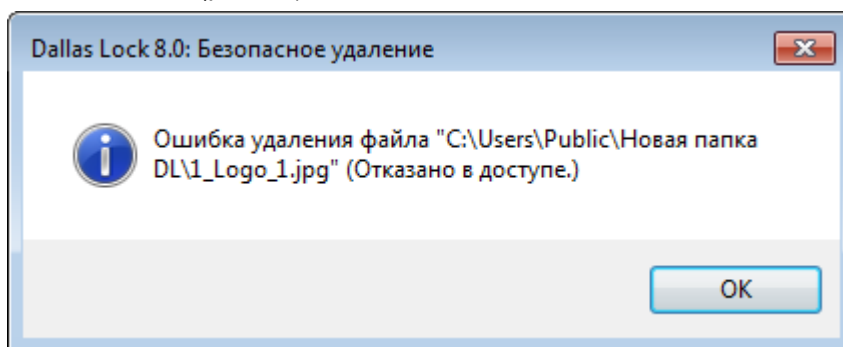 Dallas Lock 8.0: Безопасное удаление
Ошибка удаления файла "C:\Users\Public\Новая папка
DL\1_Logo_1.jpg" (Отказано в доступе.)
OK